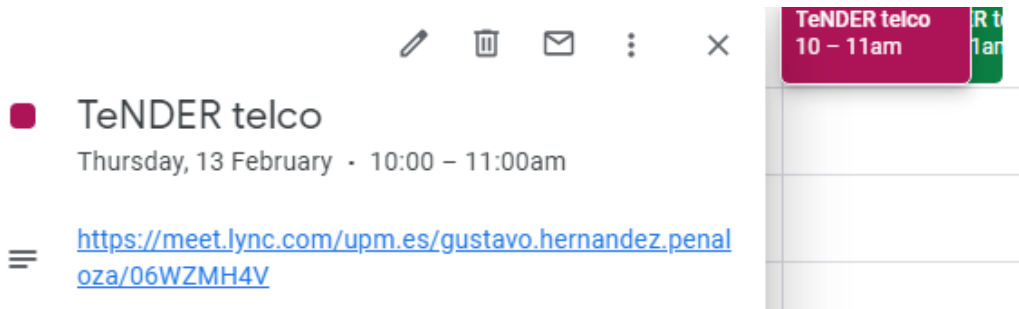 TeNDER telco
Thursday, 13 February • 10:00 – 11:00am
https://meet.lync.com/upm.es/gustavo.hernandez.penal
oza/06WZMH4V
TeNDER telco
10 – 11am